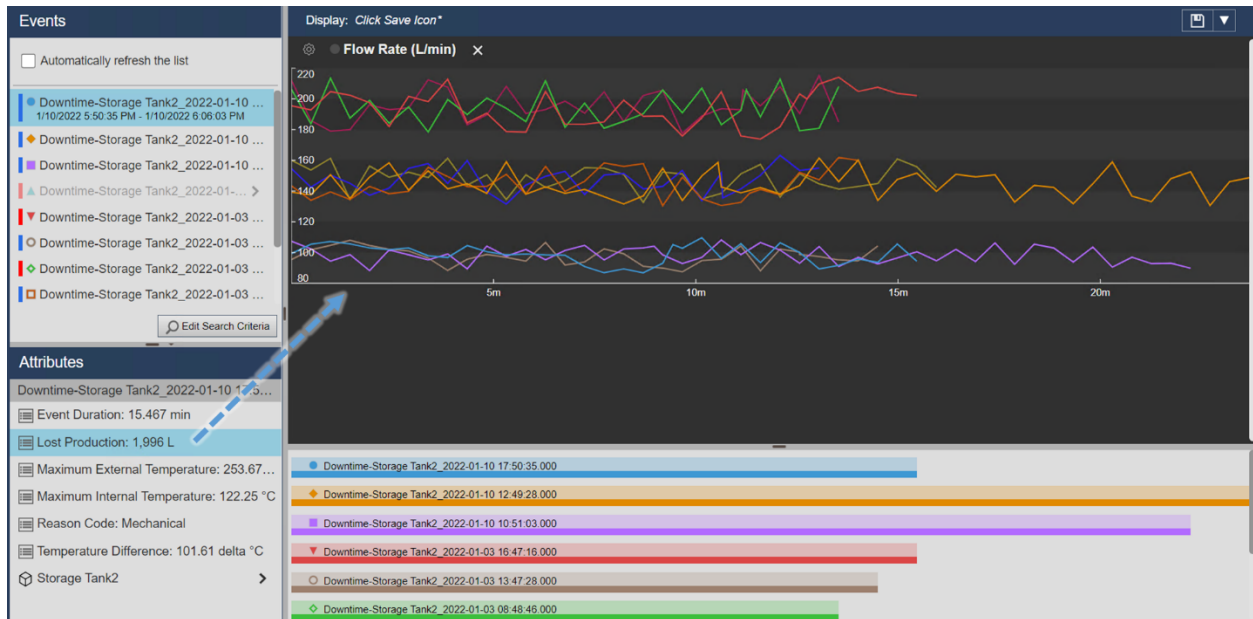 Events
Automatically refresh the list
Downtime-Storage Tank2_2022-01-10 ...
1/10/2022 5:50:35 PM - 1/10/2022 6:06:03 PM
Downtime-Storage Tank2_2022-01-10 ...
Downtime-Storage Tank2_2022-01-10 ...
Downtime-Storage Tank2_2022-01-...
Downtime-Storage Tank2_2022-01-03 ...
Downtime-Storage Tank2_2022-01-03 ...
Downtime-Storage Tank2_2022-01-03 ...
Downtime-Storage Tank2_2022-01-03 ...
Edit Search Criteria
Attributes
Downtime-Storage Tank2_2022-01-10 17:5...
Event Duration: 15.467 min
Lost Production: 1,996 L
Maximum External Temperature: 253.67...
Maximum Internal Temperature: 122.25 °C
Reason Code: Mechanical
Temperature Difference: 101.61 delta °C
Storage Tank2
Display: Click Save Icon*
Flow Rate (L/min)
220
200
180
160
140
120
100
80
5m 10m 15m 20m
Downtime-Storage Tank2_2022-01-10 17:50:35.000
Downtime-Storage Tank2_2022-01-10 12:49:28.000
Downtime-Storage Tank2_2022-01-10 10:51:03.000
Downtime-Storage Tank2_2022-01-03 16:47:16.000
Downtime-Storage Tank2_2022-01-03 13:47:28.000
Downtime-Storage Tank2_2022-01-03 08:48:46.000